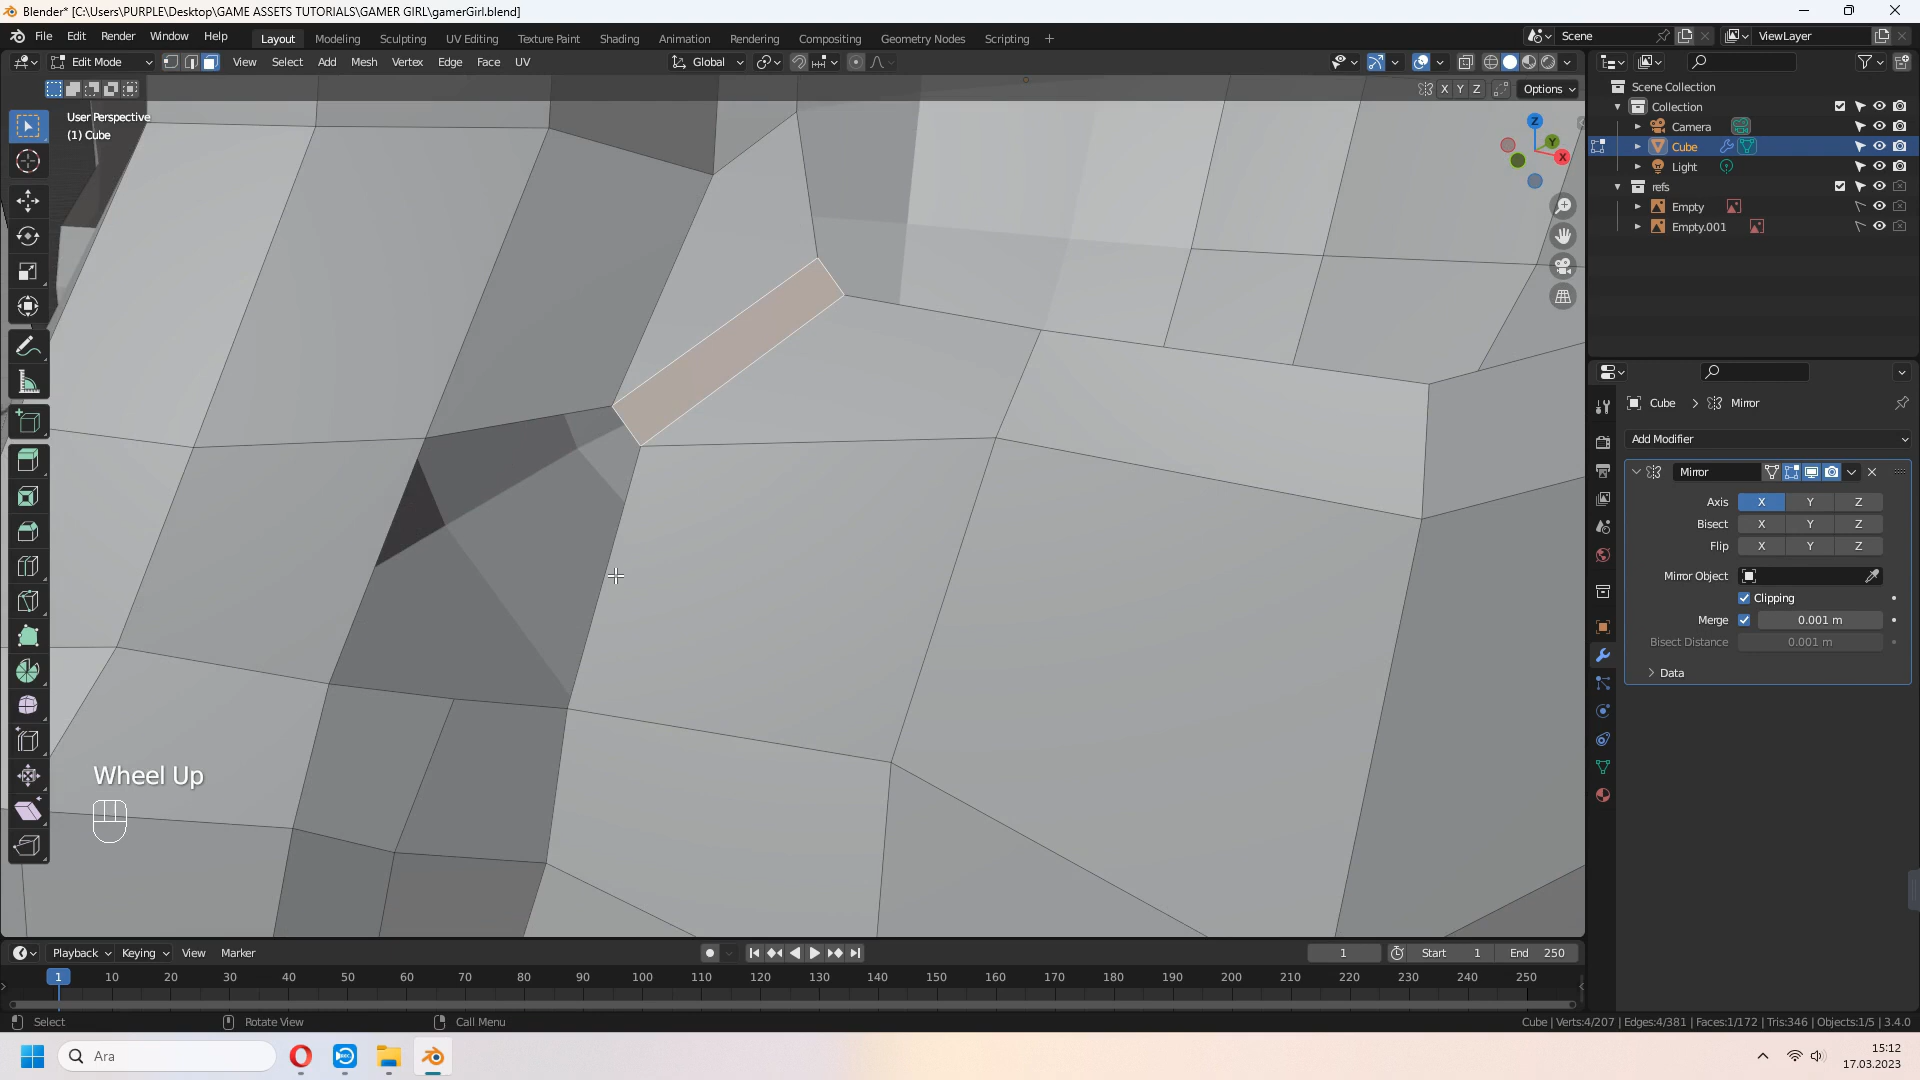 Blender* [C:\Users\PURPLE\Desktop\GAME ASSETS TUTORIALS\GAMER GIRL\gamerGirl.blend]
File Edit Render Window Help Layout Modeling Sculpting UV Editing Texture Paint Shading Animation Rendering Compositing Geometry Nodes Scripting + Scene ViewLayer
Edit Mode View Select Add Mesh Vertex Edge Face UV Global
X Y Z Options
User Perspective
(1) Cube
Z
Y
X
Scene Collection
Collection
Camera
Cube
Light
refs
Empty
Empty.001
Cube > Mirror
Add Modifier
Mirror
Axis X Y Z
Bisect X Y Z
Flip X Y Z
Mirror Object
Clipping
Merge 0.001 m
Bisect Distance 0.001 m
Data
Wheel Up
Playback Keying View Marker 1 Start 1 End 250
1 10 20 30 40 50 60 70 80 90 100 110 120 130 140 150 160 170 180 190 200 210 220 230 240 250
Select Rotate View Call Menu Cube | Verts:4/207 | Edges:4/381 | Faces:1/172 | Tris:346 | Objects:1/5 | 3.4.0
Ara
15:12
17.03.2023